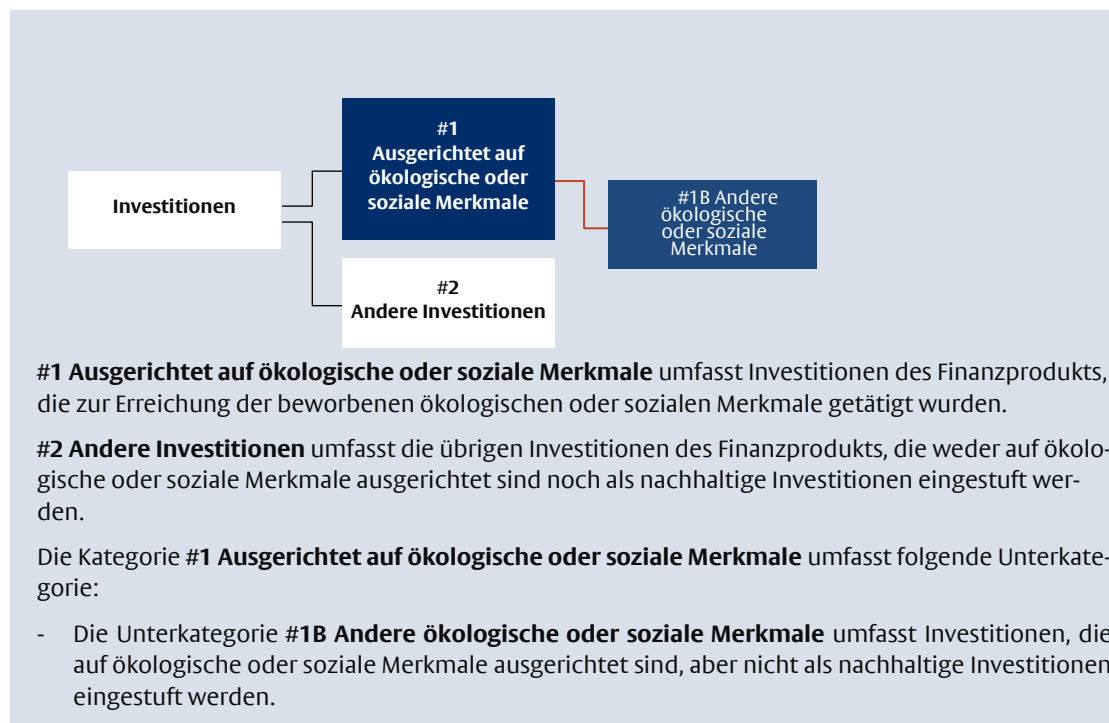 #1
Ausgerichtet auf
ökologische oder
soziale Merkmale
Investitionen
#1B Andere
ökologische
oder soziale
Merkmale
#2
Andere Investitionen
#1 Ausgerichtet auf ökologische oder soziale Merkmale umfasst Investitionen des Finanzprodukts,
die zur Erreichung der beworbenen ökologischen oder sozialen Merkmale getätigt wurden.
#2 Andere Investitionen umfasst die übrigen Investitionen des Finanzprodukts, die weder auf ökolo-
gische oder soziale Merkmale ausgerichtet sind noch als nachhaltige Investitionen eingestuft wer-
den.
Die Kategorie #1 Ausgerichtet auf ökologische oder soziale Merkmale umfasst folgende Unterkate-
gorie:
- Die Unterkategorie #1B Andere ökologische oder soziale Merkmale umfasst Investitionen, die
auf ökologische oder soziale Merkmale ausgerichtet sind, aber nicht als nachhaltige Investitionen
eingestuft werden.